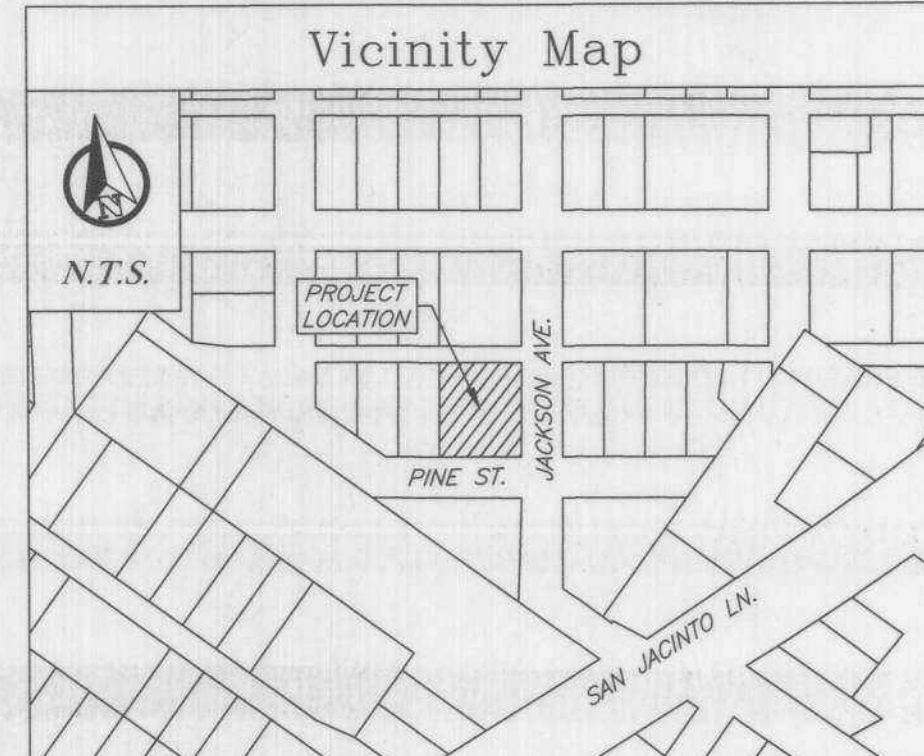 Vicinity Map
N
N.T.S.
PROJECT
LOCATION
JACKSON AVE.
PINE ST.
SAN JACINTO LN.